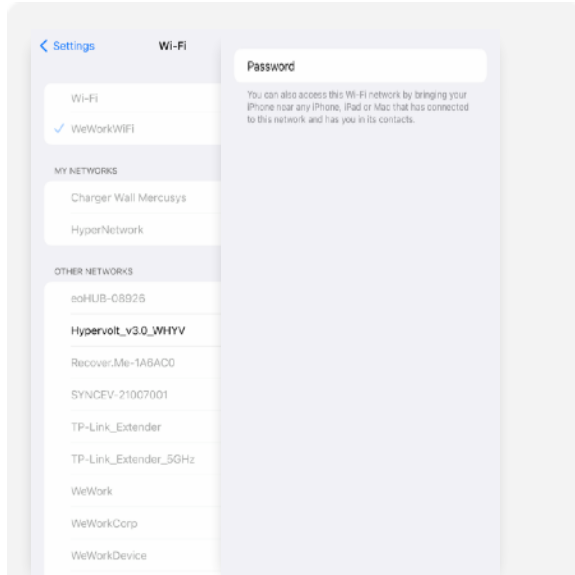 Settings
Wi-Fi
Wi-Fi
WeWorkWiFi
MY NETWORKS
Charger Wall Mercusys
HyperNetwork
OTHER NETWORKS
eoHUB-08926
Hypervolt_v3.0_WHYV
Recover.Me-1A6AC0
SYNCEV-21007001
TP-Link_Extender
TP-Link_Extender_5GHz
WeWork
WeWorkCorp
WeWorkDevice
Password
You can also access this Wi-Fi network by bringing your
iPhone near any iPhone, iPad or Mac that has connected
to this network and has you in its contacts.